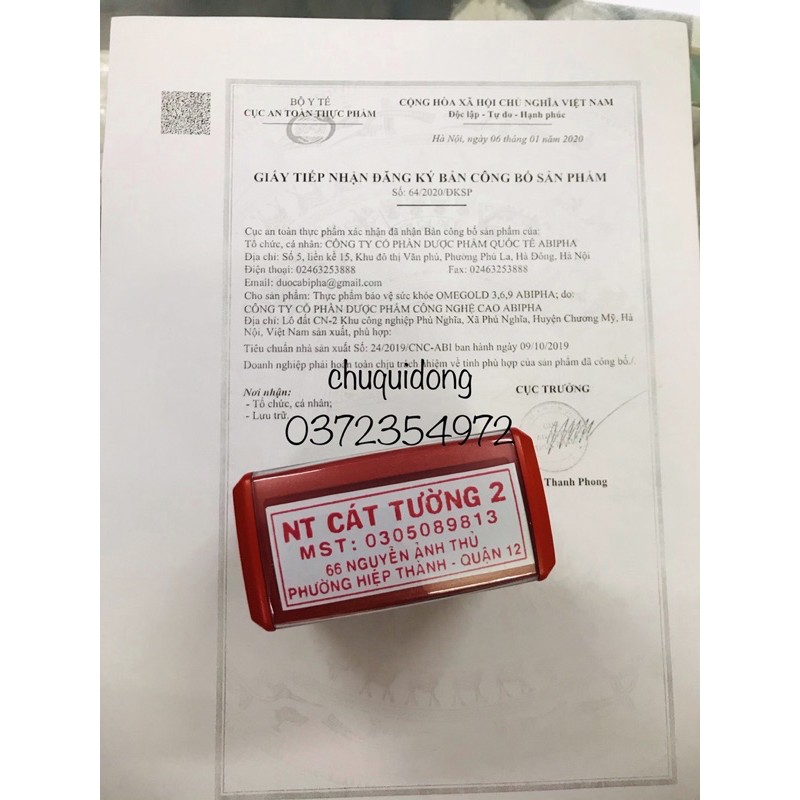 BỘ Y TẾ
CỤC AN TOÀN THỰC PHẨM
CỘNG HÒA XÃ HỘI CHỦ NGHĨA VIỆT NAM
Độc lập - Tự do - Hạnh phúc
Hà Nội, ngày 06 tháng 01 năm 2020
GIẤY TIẾP NHẬN ĐĂNG KÝ BẢN CÔNG BỐ SẢN PHẨM
Số: 64/2020/ĐKSP
Cục an toàn thực phẩm xác nhận đã nhận Bản công bố sản phẩm của:
Tổ chức, cá nhân: CÔNG TY CỔ PHẦN DƯỢC PHẨM QUỐC TẾ ABIPHA
Địa chỉ: Số 5, liền kề 15, Khu đô thị Văn phú, Phường Phú La, Hà Đông, Hà Nội
Điện thoại: 02463253888 Fax: 02463253888
Email: duocabipha@gmail.com
Cho sản phẩm: Thực phẩm bảo vệ sức khỏe OMEGOLD 3,6,9 ABIPHA; do:
CÔNG TY CỔ PHẦN DƯỢC PHẨM CÔNG NGHỆ CAO ABIPHA
Địa chỉ: Lô đất CN-2 Khu công nghiệp Phú Nghĩa, Xã Phú Nghĩa, Huyện Chương Mỹ, Hà
Nội, Việt Nam sản xuất, phù hợp:
Tiêu chuẩn nhà sản xuất Số: 24/2019/CNC-ABI ban hành ngày 09/10/2019
Doanh nghiệp phải hoàn toàn chịu trách nhiệm về tính phù hợp của sản phẩm đã công bố./.
chuquidong
0372354972
Nơi nhận:
- Tổ chức, cá nhân;
- Lưu trữ.
CỤC TRƯỞNG
Thanh Phong
NT CÁT TƯỜNG 2
MST: 0305089813
66 NGUYỄN ẢNH THỦ
PHƯỜNG HIỆP THÀNH - QUẬN 12